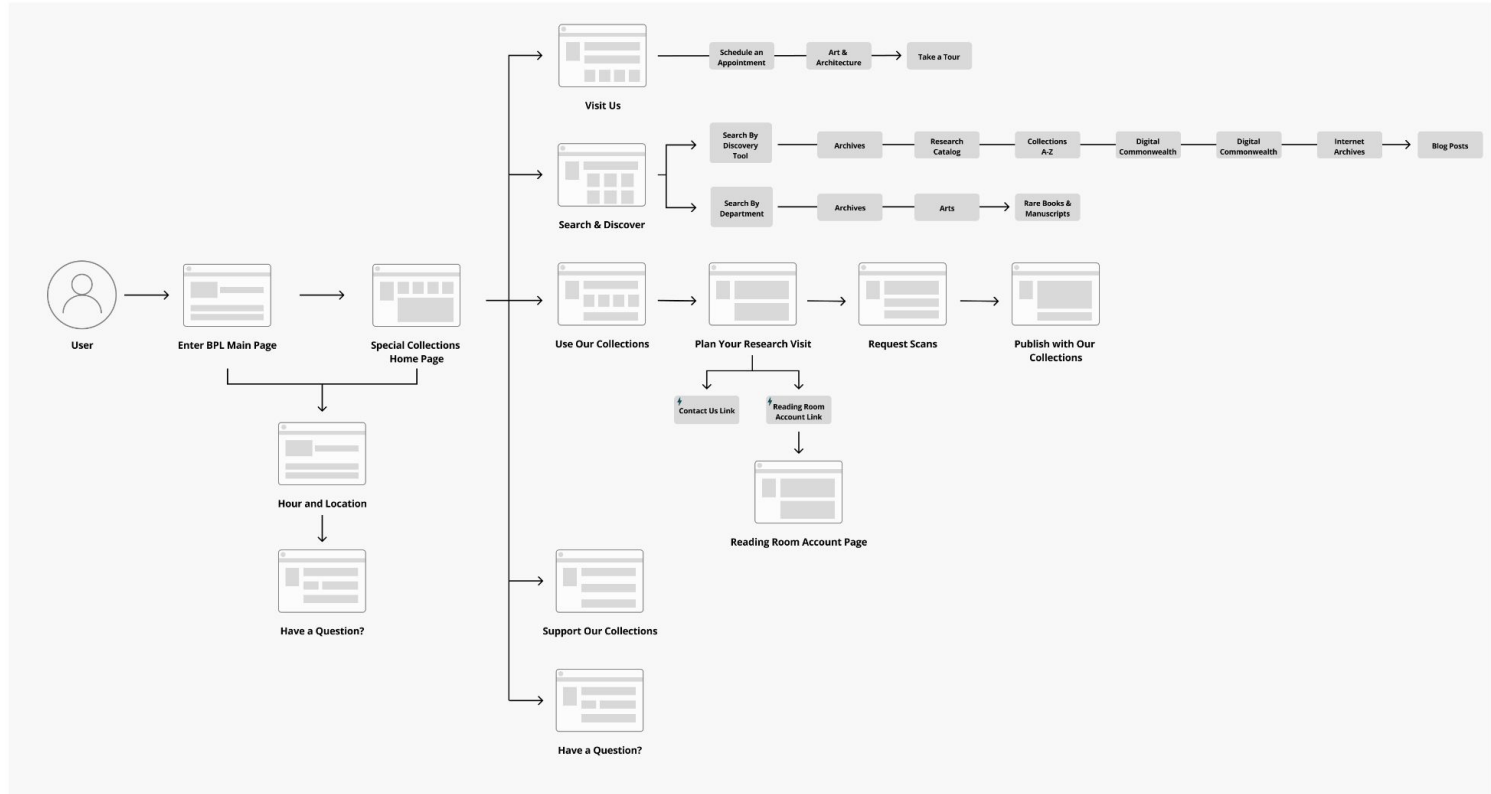 Schedule an
Appointment
Art &
Architecture
Take a Tour
Visit Us
Search By
Discovery
Tool
Archives
Research
Catalog
Collections
A-Z
Digital
Commonwealth
Digital
Commonwealth
Internet
Archives
Blog Posts
Search By
Department
Archives
Arts
Rare Books &
Manuscripts
Search & Discover
User
Enter BPL Main Page
Special Collections
Home Page
Use Our Collections
Plan Your Research Visit
Request Scans
Publish with Our
Collections
Contact Us Link
Reading Room
Account Link
Hour and Location
Reading Room Account Page
Have a Question?
Support Our Collections
Have a Question?